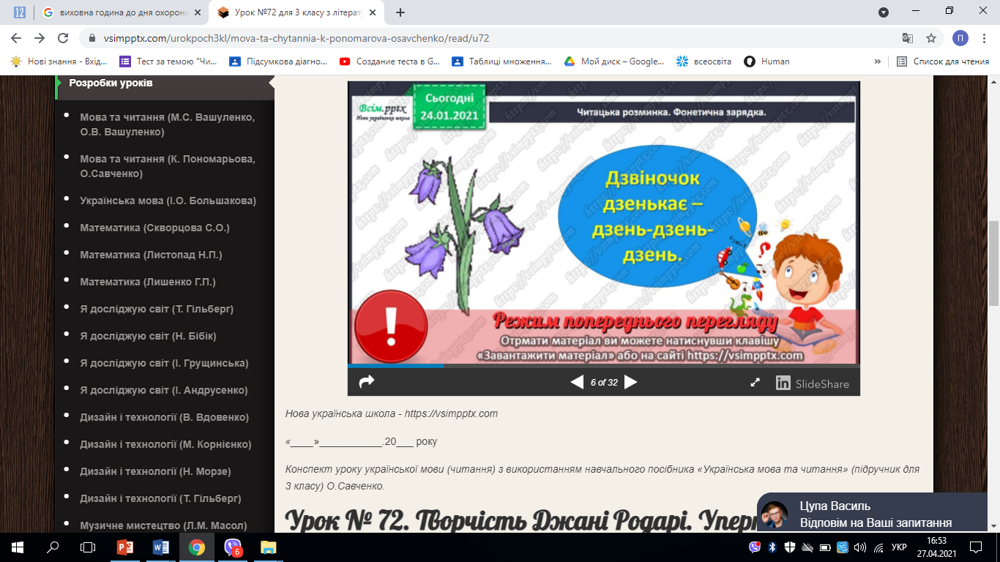 12
виховна година до дня охорони
Урок №72 для 3 класу з літерату
vsimpptx.com/urokpoch3kl/mova-ta-chytannia-k-ponomarova-osavchenko/read/u72
П
Нові знання - Вхід...
Тест за темою "Чи...
Підсумкова діагно...
Создание теста в G...
Таблиці множення...
Мой диск – Google...
всеосвіта
Human
»
Список для чтения
Розробки уроків
Мова та читання (М.С. Вашуленко,
О.В. Вашуленко)
Мова та читання (К. Пономарьова,
О.Савченко)
Українська мова (І.О. Большакова)
Математика (Скворцова С.О.)
Математика (Листопад Н.П.)
Математика (Лишенко Г.П.)
Я досліджую світ (Т. Гільберг)
Я досліджую світ (Н. Бібік)
Я досліджую світ (І. Грущинська)
Я досліджую світ (І. Андрусенко)
Дизайн і технології (В. Вдовенко)
Дизайн і технології (М. Корнієнко)
Дизайн і технології (Н. Морзе)
Дизайн і технології (Т. Гільберг)
Музичне мистецтво (Л.М. Масол)
Всім.pptx
Нова українська школа
Сьогодні
24.01.2021
Читацька розминка. Фонетична зарядка.
https://vsimpptx.com
Дзвіночок
дзенькає –
дзень-дзень-
дзень.
Режим попереднього перегляду
Отрмати матеріал ви можете натиснувши клавішу
«Завантажити матеріал» або на сайті https://vsimpptx.com
6 of 32
in SlideShare
Нова українська школа - https://vsimpptx.com
«____»___________.20___ року
Конспект уроку української мови (читання) з використанням навчального посібника «Українська мова та читання» (підручник для
3 класу) О.Савченко.
Урок № 72. Творчість Джані Родарі.
Цупа Василь
Відповім на Ваші запитання
6
УКР
16:53
27.04.2021